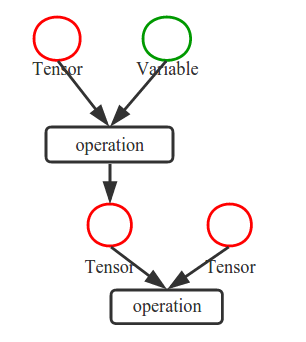 Tensor Variable
operation
Tensor Tensor
operation